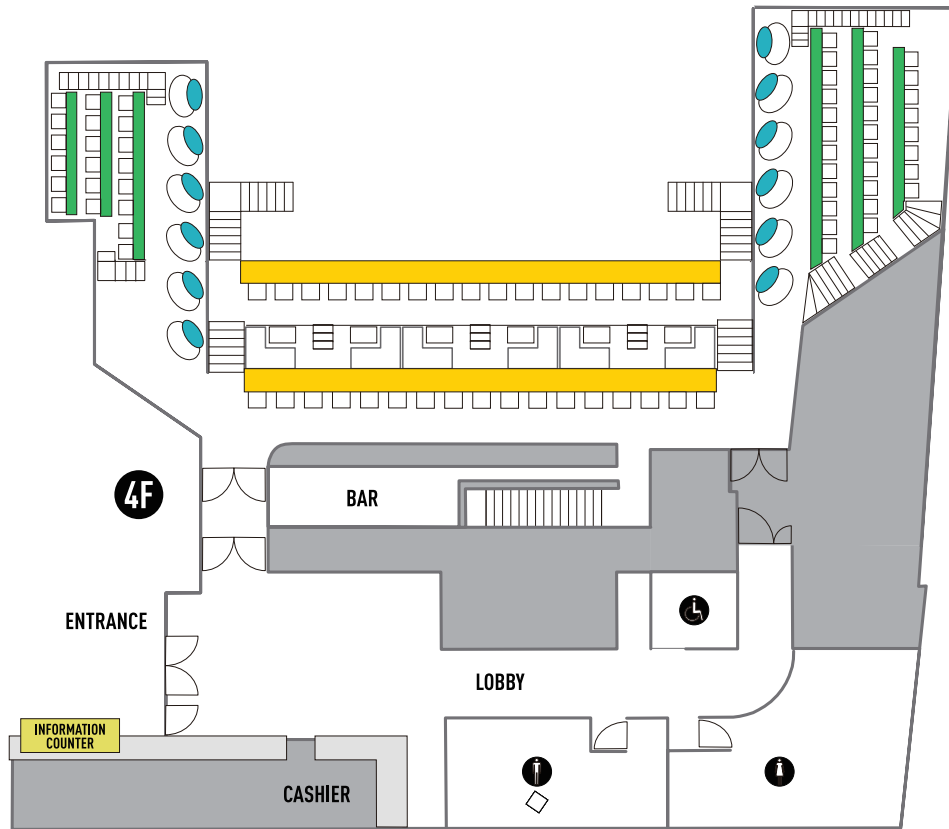 4F
BAR
ENTRANCE
LOBBY
INFORMATION
COUNTER
CASHIER